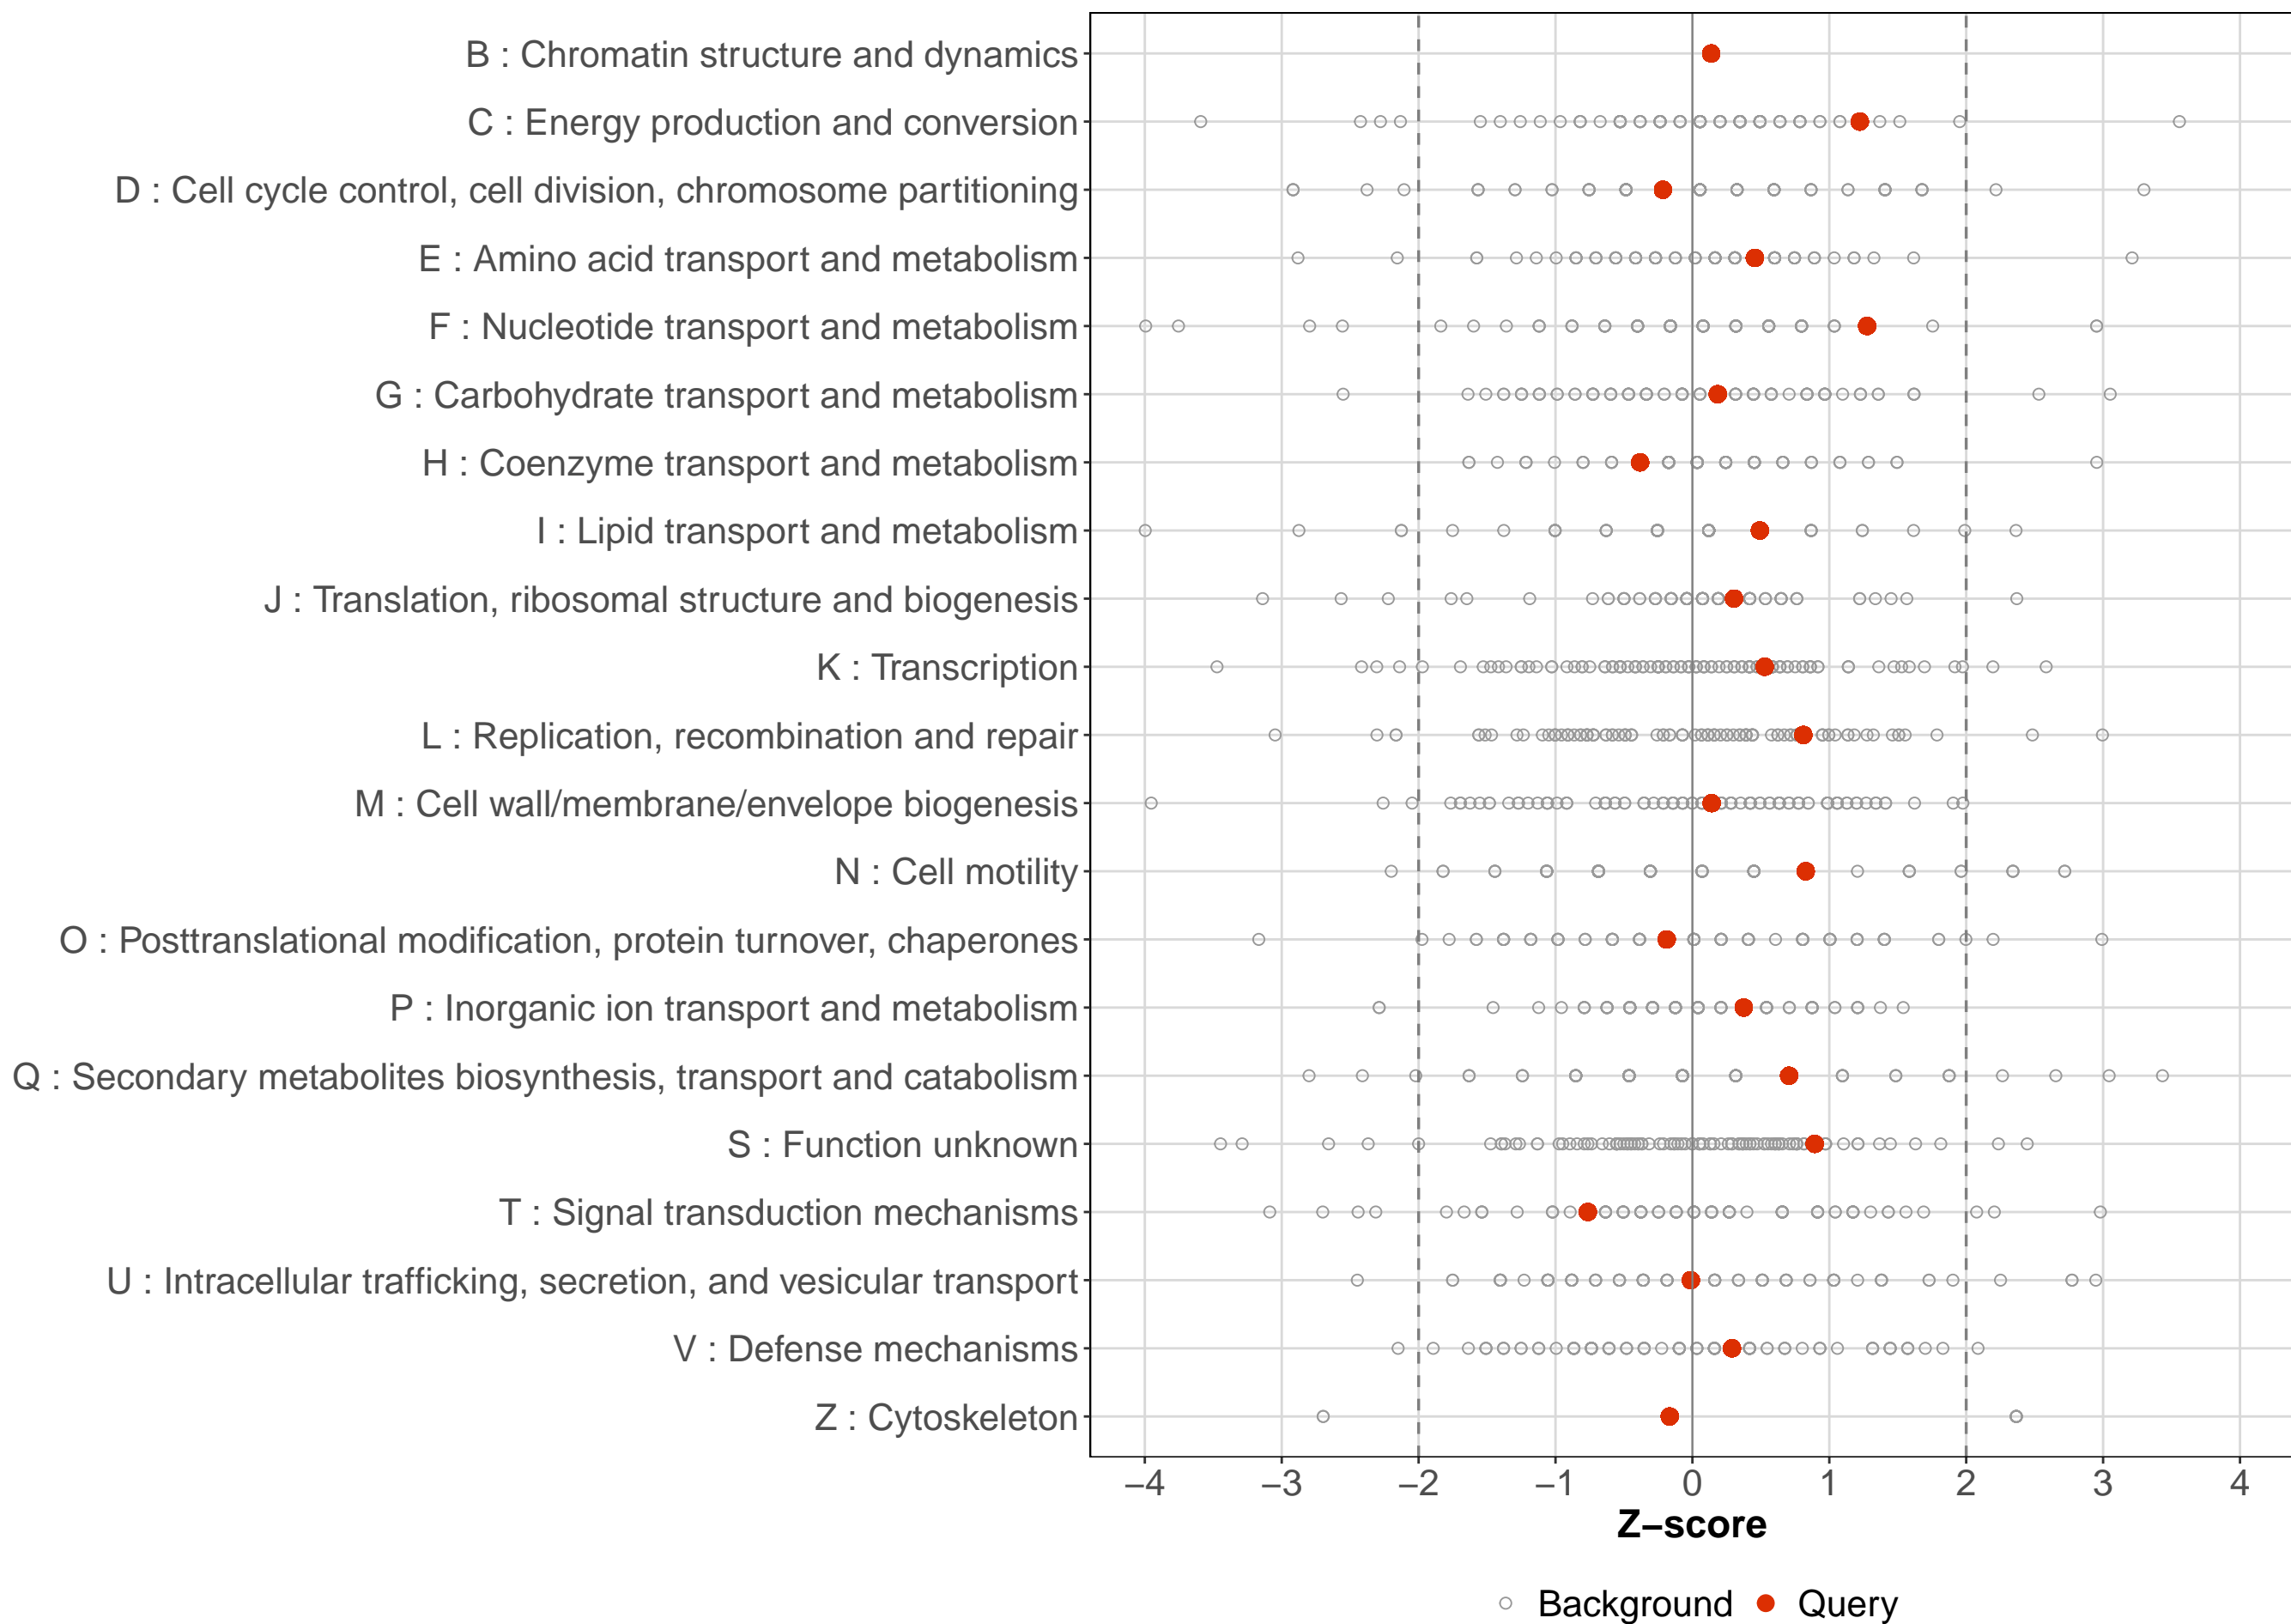 B : Chromatin structure and dynamics
C : Energy production and conversion
D : Cell cycle control, cell division, chromosome partitioning
E : Amino acid transport and metabolism
F : Nucleotide transport and metabolism
G : Carbohydrate transport and metabolism
H : Coenzyme transport and metabolism
I : Lipid transport and metabolism
J : Translation, ribosomal structure and biogenesis
K : Transcription
L : Replication, recombination and repair
M : Cell wall/membrane/envelope biogenesis
N : Cell motility
O : Posttranslational modification, protein turnover, chaperones
P : Inorganic ion transport and metabolism
Q : Secondary metabolites biosynthesis, transport and catabolism
S : Function unknown
T : Signal transduction mechanisms
U : Intracellular trafficking, secretion, and vesicular transport
V : Defense mechanisms
Z : Cytoskeleton
−4 −3 −2 −1 0 1 2 3 4
Z−score
Background Query